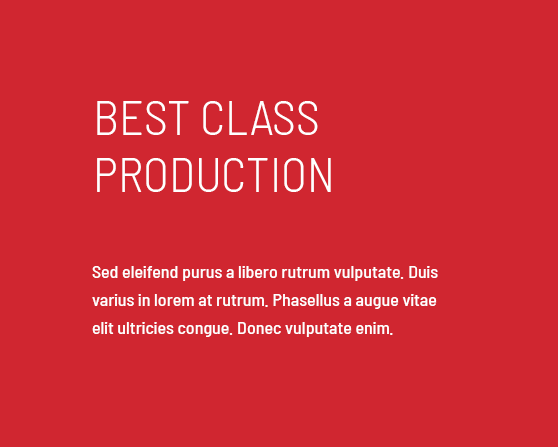 BEST CLASS
PRODUCTION
Sed eleifend purus a libero rutrum vulputate. Duis
varius in lorem at rutrum. Phasellus a augue vitae
elit ultricies congue. Donec vulputate enim.